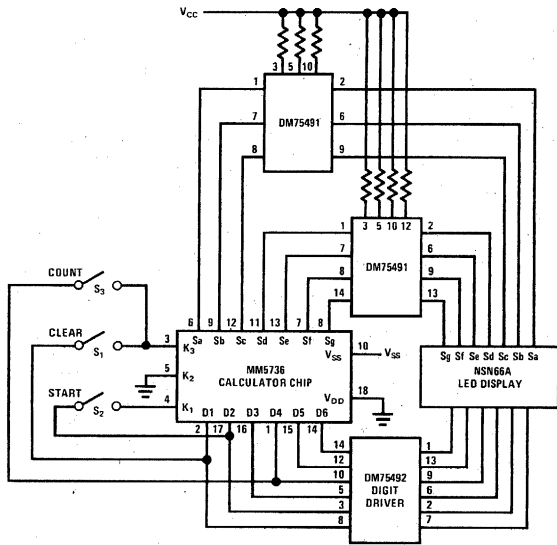 VCC
3 5 10
1 2
DM75491
7 6
8 9
3 5 10 12
1 2
7 6
DM75491
8 9
14 13
COUNT
S3
CLEAR
S1
START
S2
6 9 12 11 13 7 8
Sa Sb Sc Sd Se Sf Sg
3 K3
VSS 10 VSS
5 K2
MM5736
CALCULATOR CHIP
VDD 18
4 K1
D1 D2 D3 D4 D5 D6
2 17 16 1 15 14
Sg Sf Se Sd Sc Sb Sa
NSN66A
LED DISPLAY
14 1
12 13
10 9
5 6
3 2
8 7
DM75492
DIGIT
DRIVER